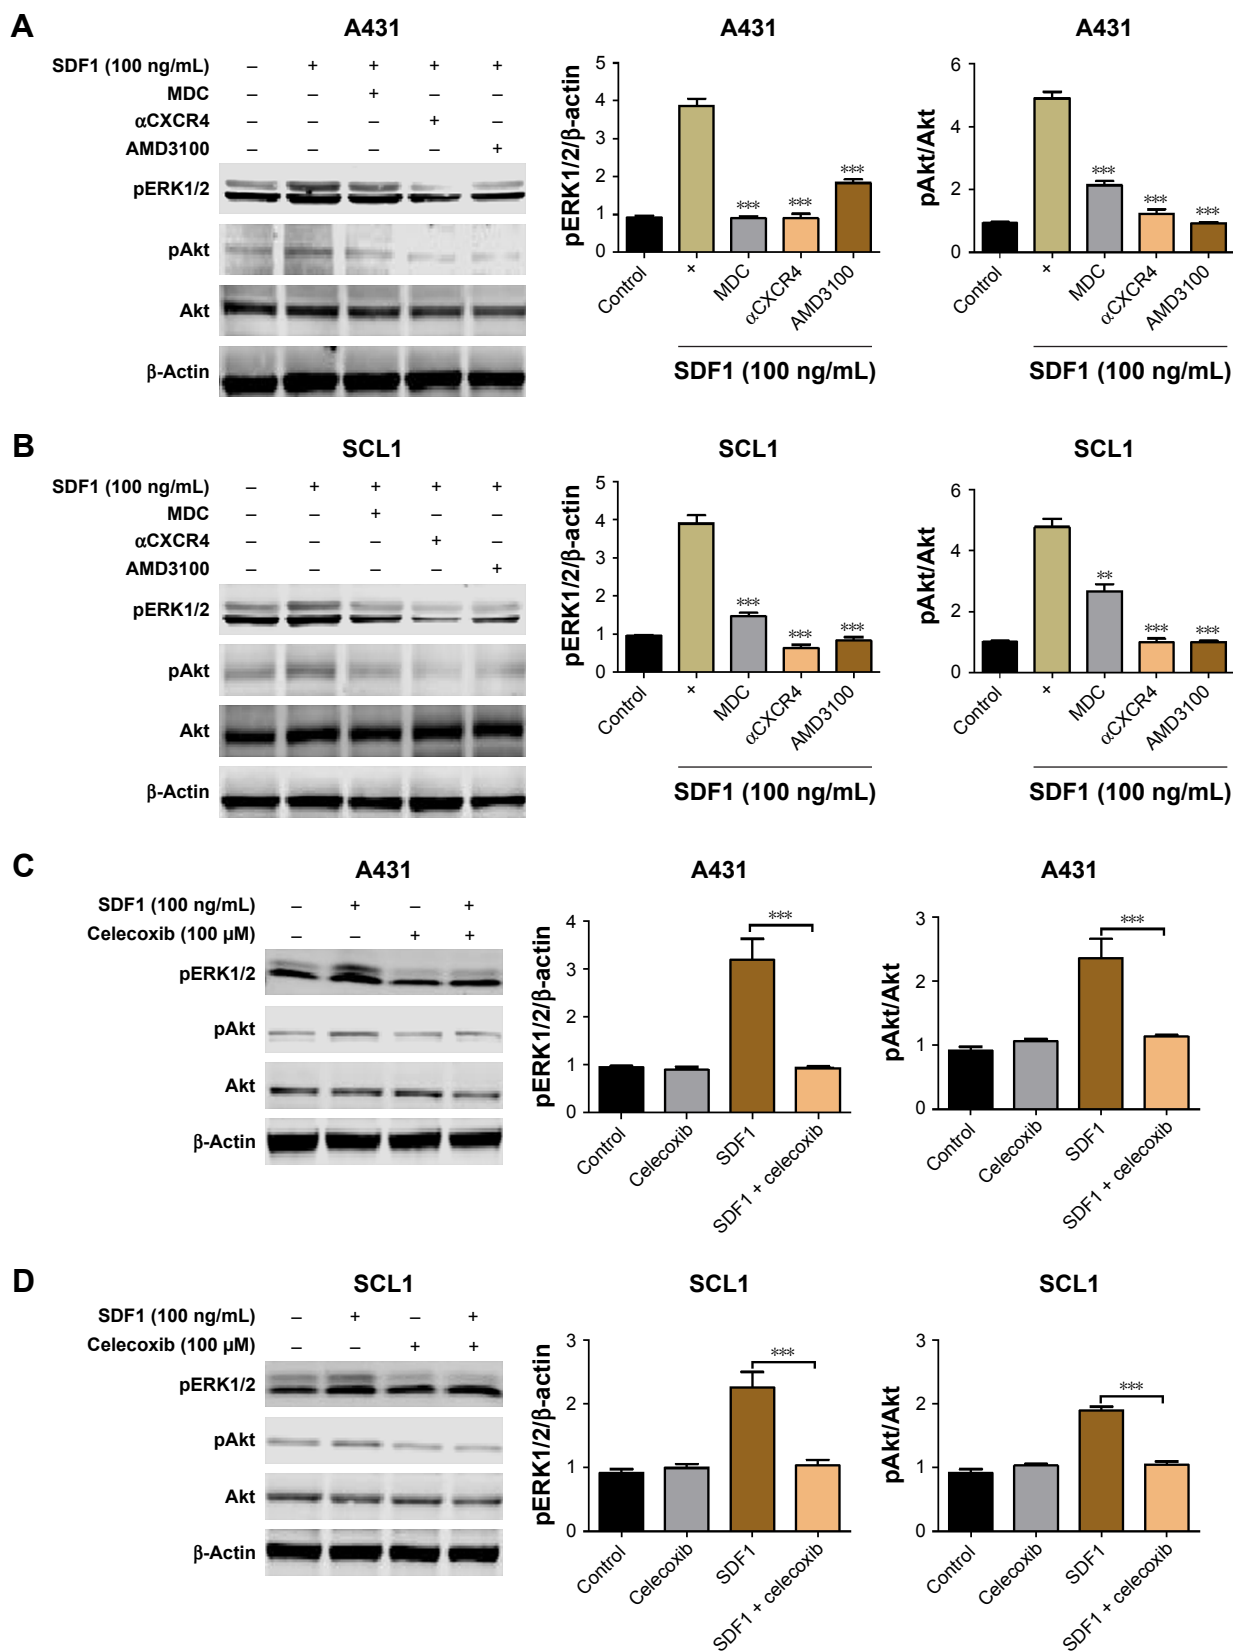 A
A431
SDF1 (100 ng/mL) – + + + +
MDC – – + – –
αCXCR4 – – – + –
AMD3100 – – – – +
pERK1/2
pAkt
Akt
β-Actin
A431
pERK1/2/β-actin
5
4
3
2
1
0
*** *** ***
Control + MDC αCXCR4 AMD3100
SDF1 (100 ng/mL)
A431
pAkt/Akt
6
4
2
0
*** *** ***
Control + MDC αCXCR4 AMD3100
SDF1 (100 ng/mL)
B
SCL1
SDF1 (100 ng/mL) – + + + +
MDC – – + – –
αCXCR4 – – – + –
AMD3100 – – – – +
pERK1/2
pAkt
Akt
β-Actin
SCL1
pERK1/2/β-actin
5
4
3
2
1
0
*** *** ***
Control + MDC αCXCR4 AMD3100
SDF1 (100 ng/mL)
SCL1
pAkt/Akt
6
4
2
0
** *** ***
Control + MDC αCXCR4 AMD3100
SDF1 (100 ng/mL)
C
A431
SDF1 (100 ng/mL) – + – +
Celecoxib (100 µM) – – + +
pERK1/2
pAkt
Akt
β-Actin
A431
pERK1/2/β-actin
4
3
2
1
0
***
Control Celecoxib SDF1 SDF1 + celecoxib
A431
pAkt/Akt
3
2
1
0
***
Control Celecoxib SDF1 SDF1 + celecoxib
D
SCL1
SDF1 (100 ng/mL) – + – +
Celecoxib (100 µM) – – + +
pERK1/2
pAkt
Akt
β-Actin
SCL1
pERK1/2/β-actin
3
2
1
0
***
Control Celecoxib SDF1 SDF1 + celecoxib
SCL1
pAkt/Akt
3
2
1
0
***
Control Celecoxib SDF1 SDF1 + celecoxib